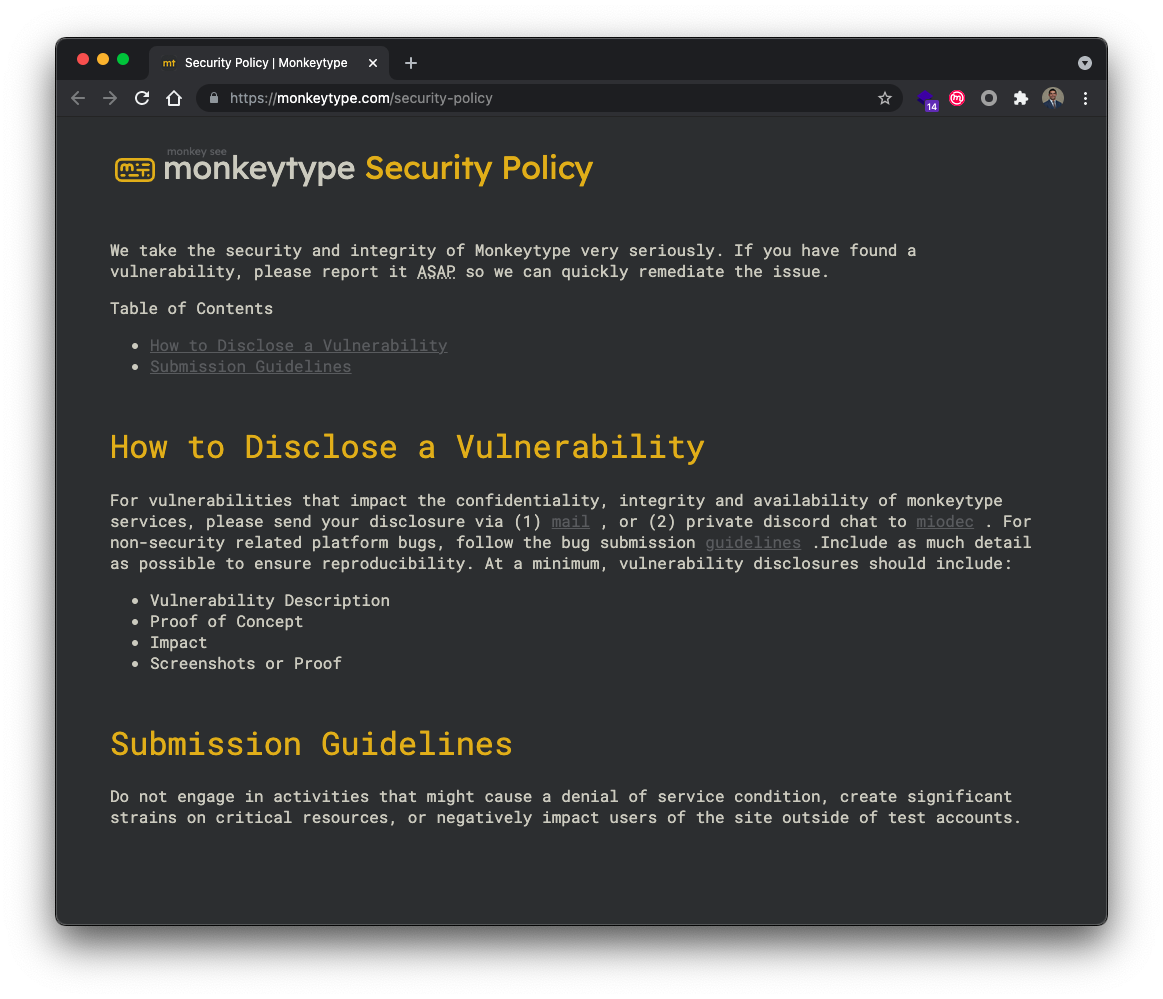 Security Policy | Monkeytype
https://monkeytype.com/security-policy
14
monkey see
monkeytype Security Policy
We take the security and integrity of Monkeytype very seriously. If you have found a
vulnerability, please report it ASAP so we can quickly remediate the issue.
Table of Contents
How to Disclose a Vulnerability
Submission Guidelines
How to Disclose a Vulnerability
For vulnerabilities that impact the confidentiality, integrity and availability of monkeytype
services, please send your disclosure via (1) mail , or (2) private discord chat to miodec . For
non-security related platform bugs, follow the bug submission guidelines .Include as much detail
as possible to ensure reproducibility. At a minimum, vulnerability disclosures should include:
Vulnerability Description
Proof of Concept
Impact
Screenshots or Proof
Submission Guidelines
Do not engage in activities that might cause a denial of service condition, create significant
strains on critical resources, or negatively impact users of the site outside of test accounts.